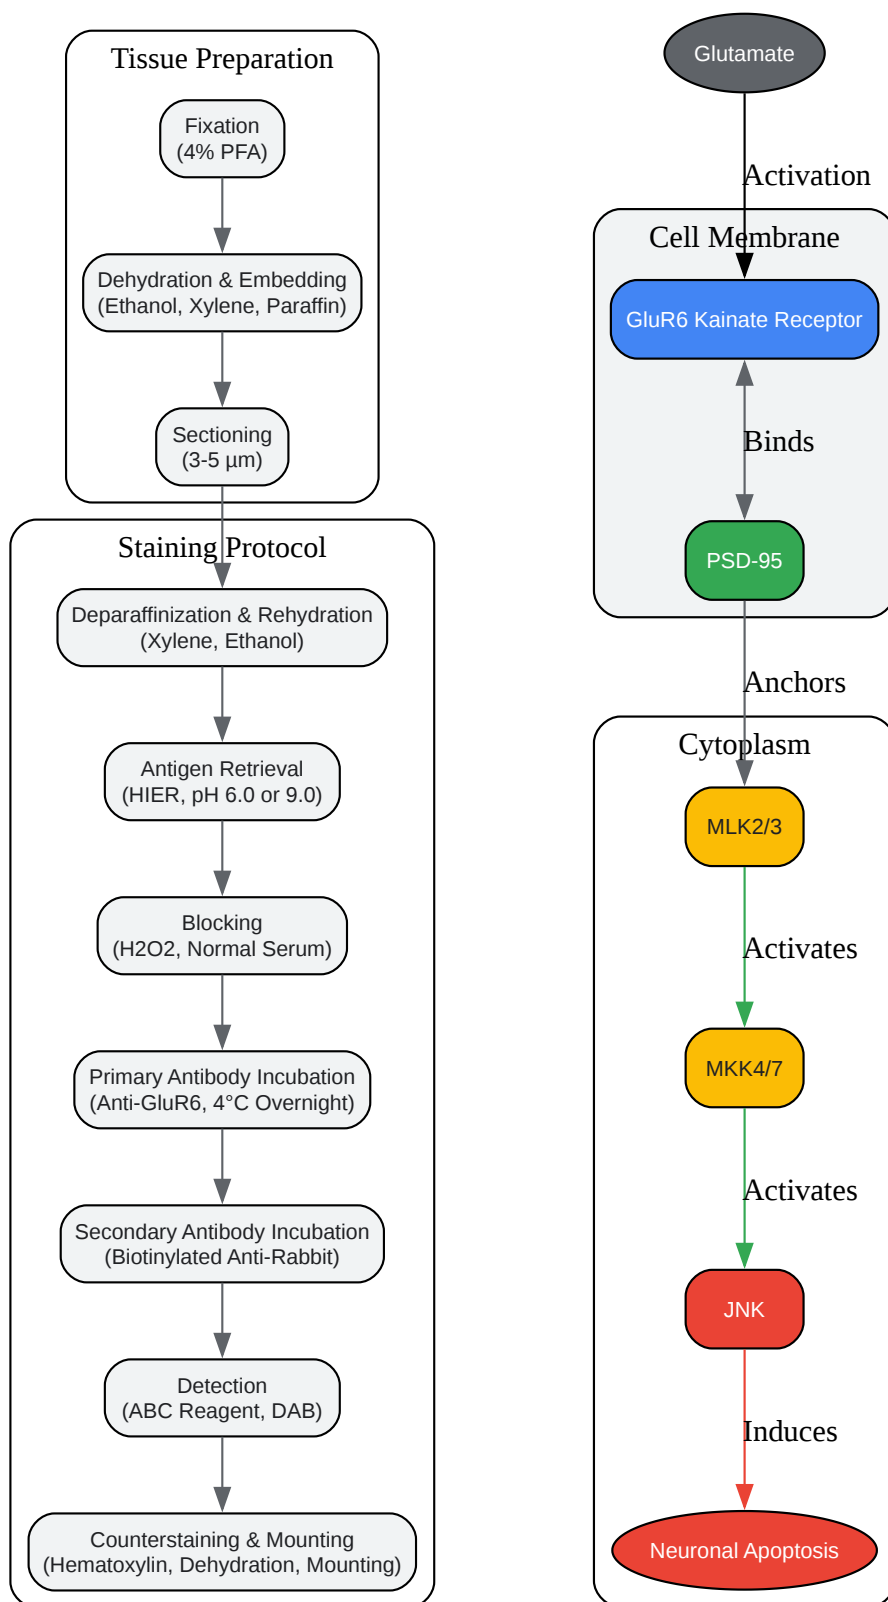 Tissue Preparation
Fixation
(4% PFA)
Dehydration & Embedding
(Ethanol, Xylene, Paraffin)
Sectioning
(3-5 µm)
Staining Protocol
Deparaffinization & Rehydration
(Xylene, Ethanol)
Antigen Retrieval
(HIER, pH 6.0 or 9.0)
Blocking
(H2O2, Normal Serum)
Primary Antibody Incubation
(Anti-GluR6, 4°C Overnight)
Secondary Antibody Incubation
(Biotinylated Anti-Rabbit)
Detection
(ABC Reagent, DAB)
Counterstaining & Mounting
(Hematoxylin, Dehydration, Mounting)
Glutamate
Activation
Cell Membrane
GluR6 Kainate Receptor
Binds
PSD-95
Anchors
Cytoplasm
MLK2/3
Activates
MKK4/7
Activates
JNK
Induces
Neuronal Apoptosis